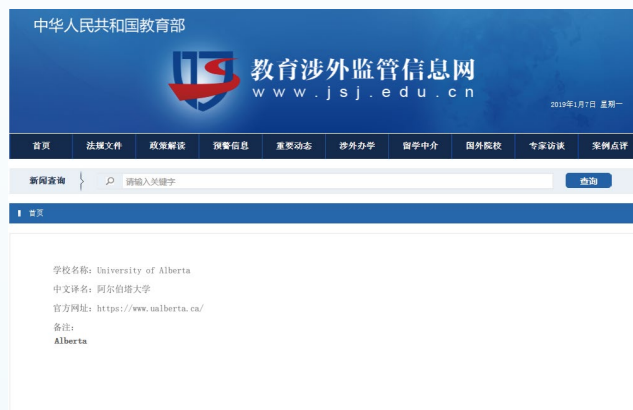 中华人民共和国教育部
JS
教育涉外监管信息网
www.jsj.edu.cn
2019年1月7日 星期一
首页 法规文件 政策解读 预警信息 重要动态 涉外办学 留学中介 国外院校 专家访谈 案例点评
新闻查询 请输入关键字 查询
首页
学校名称: University of Alberta
中文译名: 阿尔伯塔大学
官方网址: https://www.ualberta.ca/
备注:
Alberta